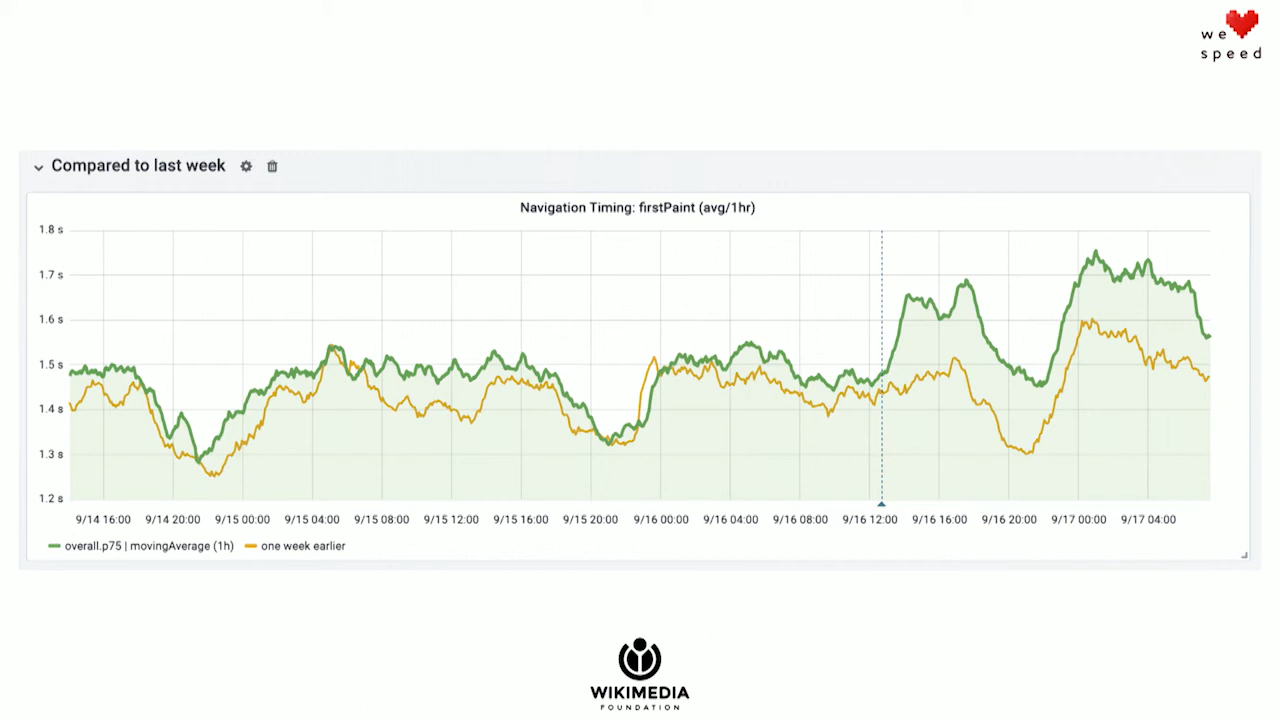 we
speed
Compared to last week
Navigation Timing: firstPaint (avg/1hr)
1.8 s
1.7 s
1.6 s
1.5 s
1.4 s
1.3 s
1.2 s
9/14 16:00 9/14 20:00 9/15 00:00 9/15 04:00 9/15 08:00 9/15 12:00 9/15 16:00 9/15 20:00 9/16 00:00 9/16 04:00 9/16 08:00 9/16 12:00 9/16 16:00 9/16 20:00 9/17 00:00 9/17 04:00
overall.p75 | movingAverage (1h) one week earlier
WIKIMEDIA
FOUNDATION